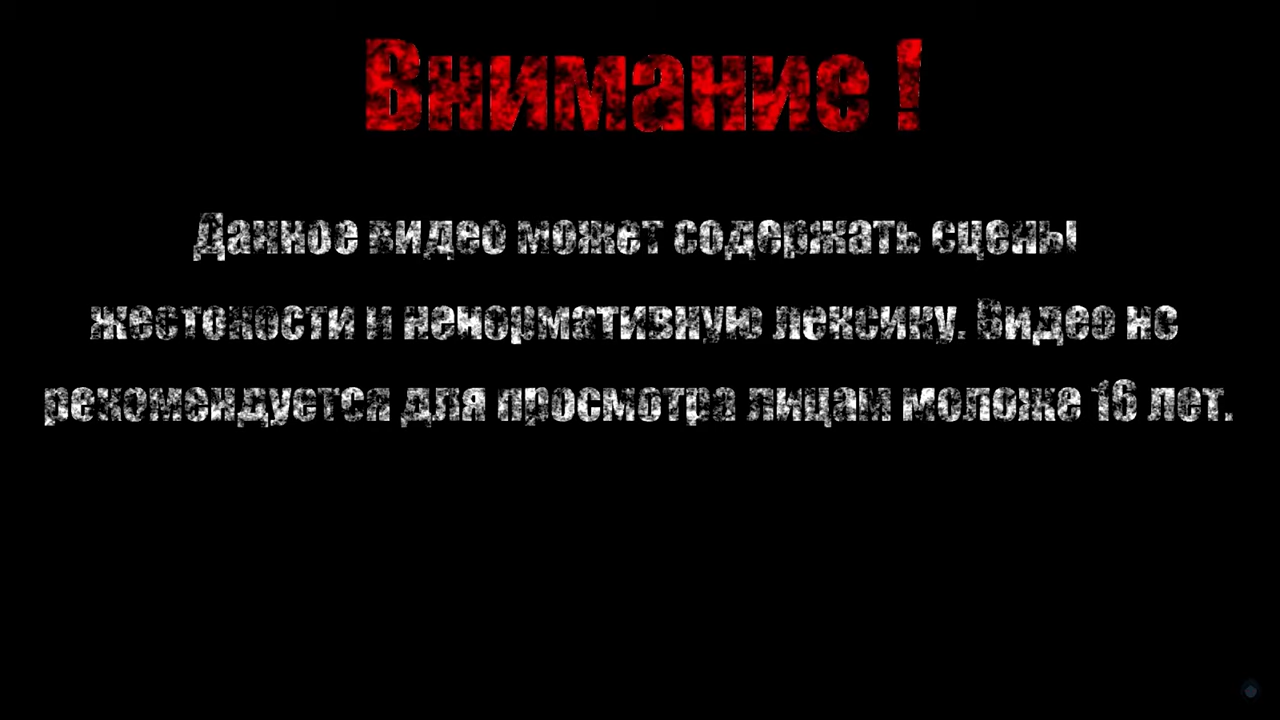 Внимание !
Данное видео может содержать сцены
жестокости и ненормативную лексику. Видео не
рекомендуется для просмотра лицам моложе 16 лет.